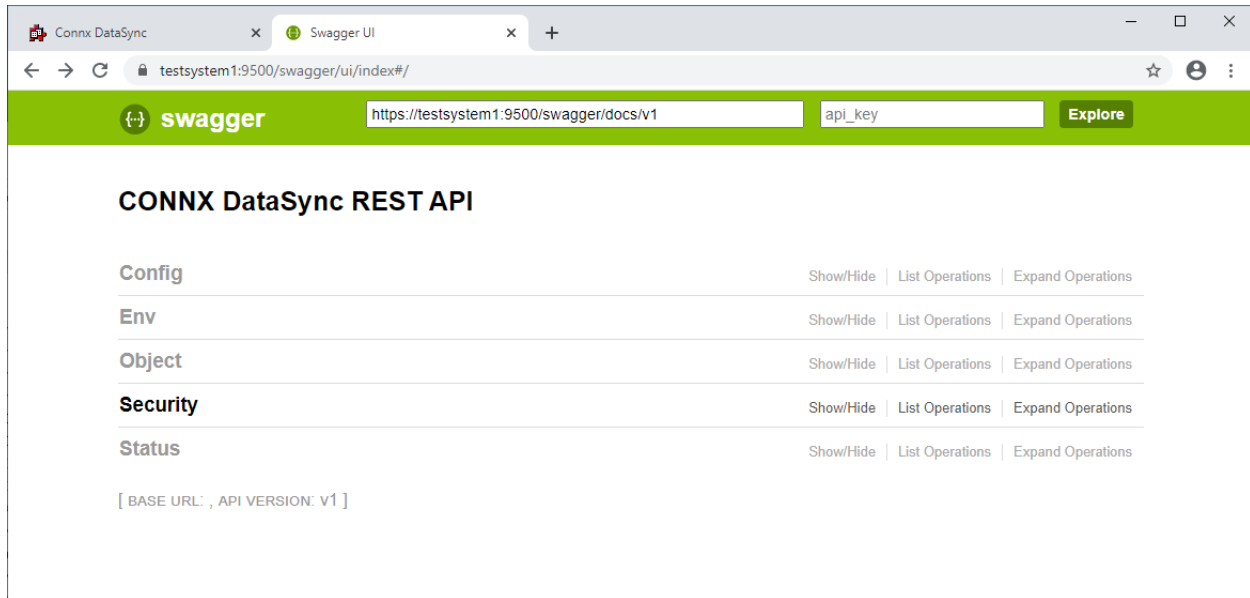 Connx DataSync
Swagger UI
testsystem1:9500/swagger/ui/index#/
{··} swagger https://testsystem1:9500/swagger/docs/v1 api_key Explore
CONNX DataSync REST API
Config Show/Hide List Operations Expand Operations
Env Show/Hide List Operations Expand Operations
Object Show/Hide List Operations Expand Operations
Security Show/Hide List Operations Expand Operations
Status Show/Hide List Operations Expand Operations
[ BASE URL: , API VERSION: V1 ]